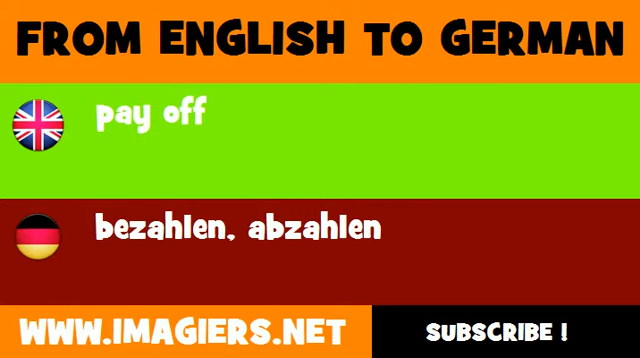 FROM ENGLISH TO GERMAN
pay off
bezahlen, abzahlen
WWW.IMAGIERS.NET
SUBSCRIBE !